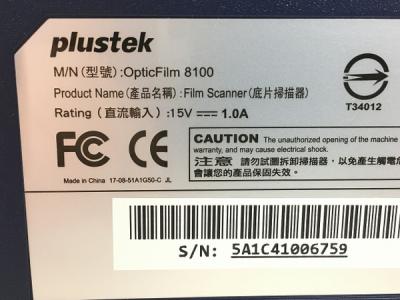 plustek
M/N (型號) :OpticFilm 8100
Product Name (產品名稱) : Film Scanner (底片掃描器)
Rating (直流輸入) :15V ⎓ 1.0A
T34012
FC CE
Made in China 17-08-51A1G50-C JL
CAUTION The unauthorized opening of the machine
warranty, and may cause electrical shock.
注意 請勿試圖拆卸掃描器，以免產生觸電
會讓您的產品保固失效。
S/N: 5A1C41006759